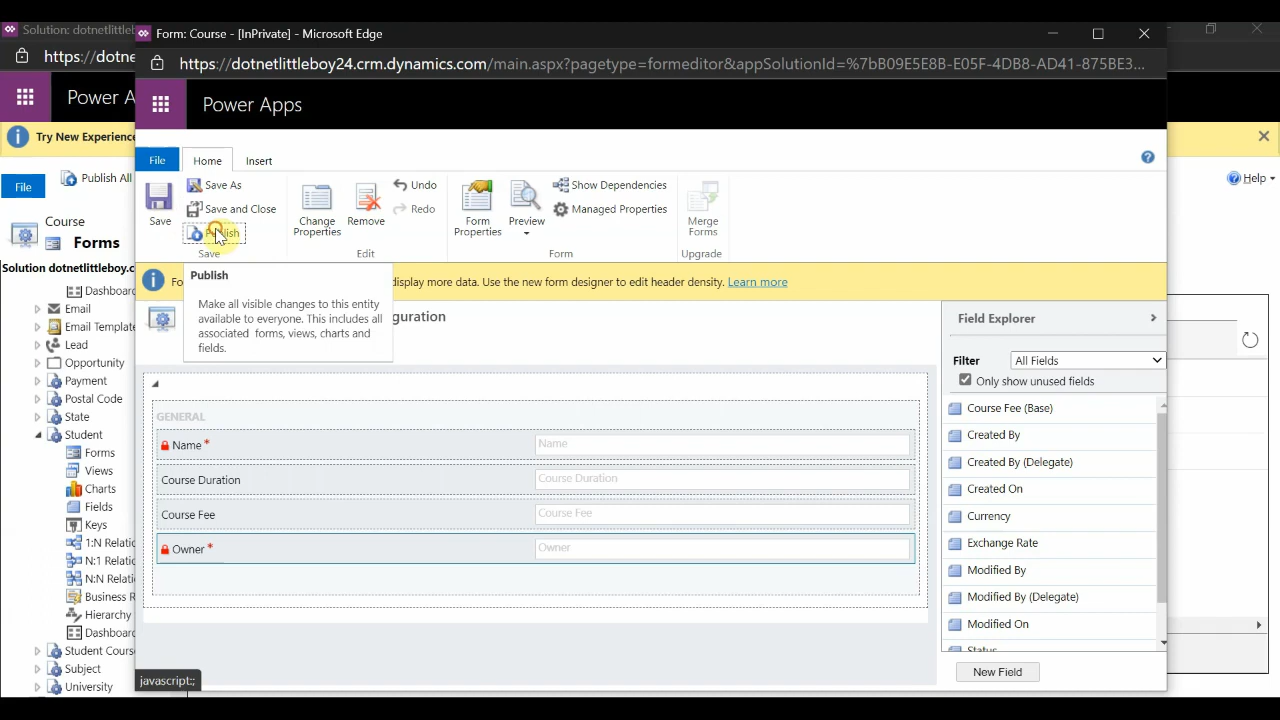 Solution: dotnetlittleb
Form: Course - [InPrivate] - Microsoft Edge
https://dotne
https://dotnetlittleboy24.crm.dynamics.com/main.aspx?pagetype=formeditor&appSolutionId=%7bB09E5E8B-E05F-4DB8-AD41-875BE3...
Power A
Power Apps
Try New Experience
File
Home
Insert
File
Publish All
Help
Save
Save As
Save and Close
Publish
Save
Change
Properties
Remove
Undo
Redo
Edit
Form
Properties
Preview
Show Dependencies
Managed Properties
Form
Merge
Forms
Upgrade
Course
Forms
Solution dotnetlittleboy.c
Fo
isplay more data. Use the new form designer to edit header density. Learn more
Publish
Make all visible changes to this entity
available to everyone. This includes all
associated forms, views, charts and
fields.
guration
Dashboar
Email
Email Template
Lead
Opportunity
Payment
Postal Code
State
Student
Forms
Views
Charts
Fields
Keys
1:N Relatio
N:1 Relatio
N:N Relati
Business R
Hierarchy
Dashboard
Student Cours
Subject
University
GENERAL
Name *
Name
Course Duration
Course Duration
Course Fee
Course Fee
Owner *
Owner
Field Explorer
Filter
All Fields
Only show unused fields
Course Fee (Base)
Created By
Created By (Delegate)
Created On
Currency
Exchange Rate
Modified By
Modified By (Delegate)
Modified On
Status
New Field
javascript:;